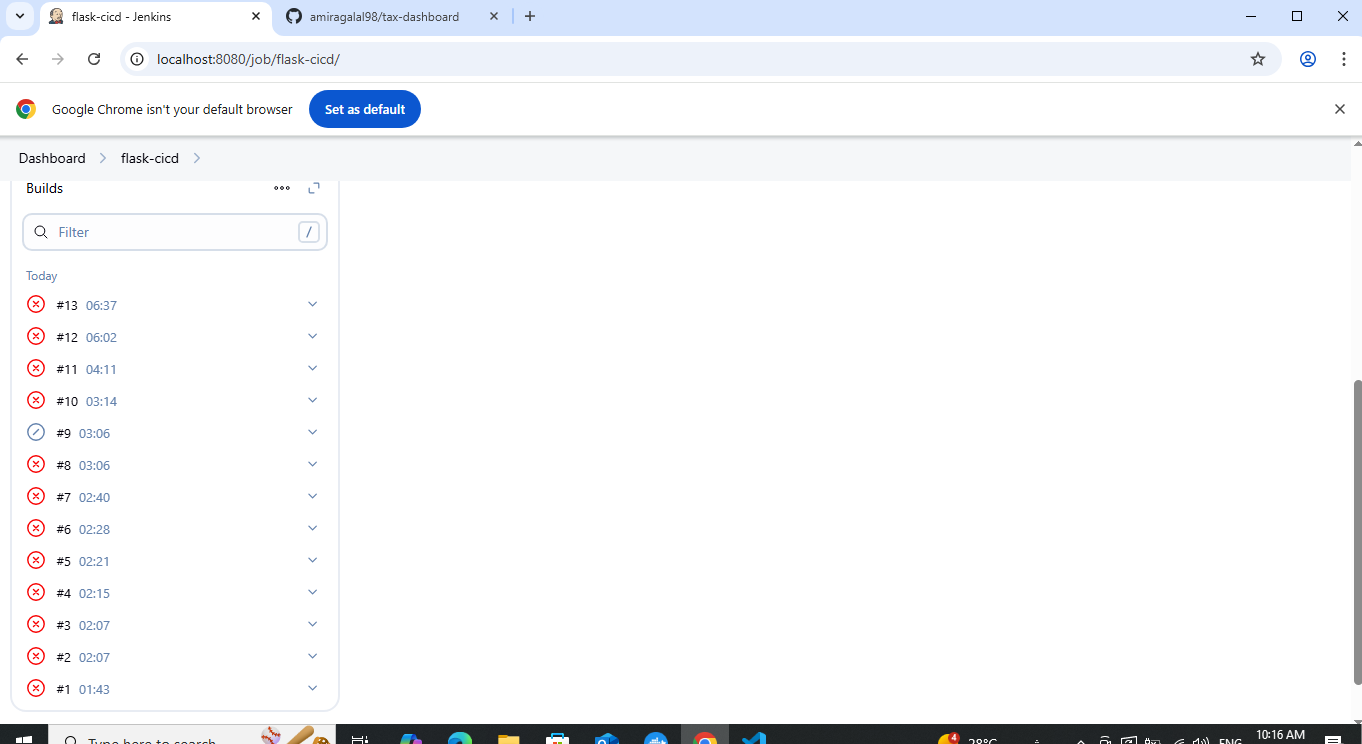 flask-cicd - Jenkins
amiragalal98/tax-dashboard
localhost:8080/job/flask-cicd/
Google Chrome isn't your default browser
Set as default
Dashboard
flask-cicd
Builds
Filter
/
Today
#13 06:37
#12 06:02
#11 04:11
#10 03:14
#9 03:06
#8 03:06
#7 02:40
#6 02:28
#5 02:21
#4 02:15
#3 02:07
#2 02:07
#1 01:43
Type here to search
4
28°C
ENG
10:16 AM